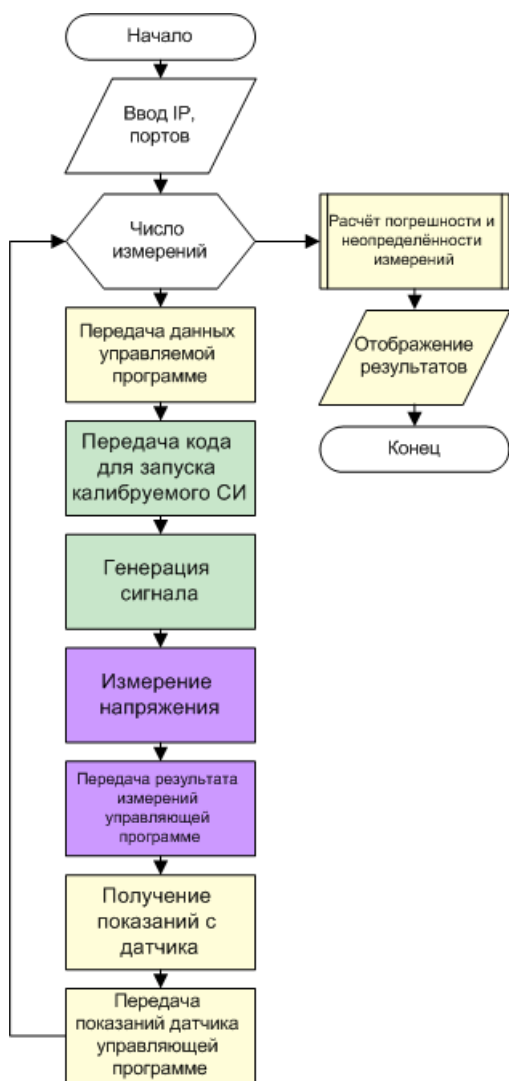 Начало
Ввод IP,
портов
Число
измерений
Расчёт погрешности и
неопределённости
измерений
Передача данных
управляемой
программе
Отображение
результатов
Передача кода
для запуска
калибруемого СИ
Конец
Генерация
сигнала
Измерение
напряжения
Передача результата
измерений
управляющей
программе
Получение
показаний с
датчика
Передача
показаний датчика
управляющей
программе